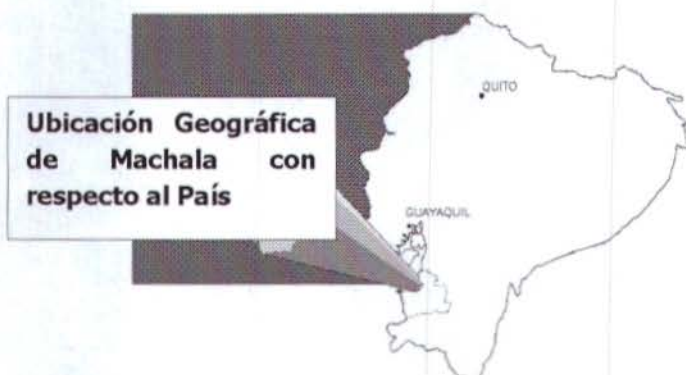 QUITO
Ubicación Geográfica
de Machala con
respecto al País
GUAYAQUIL